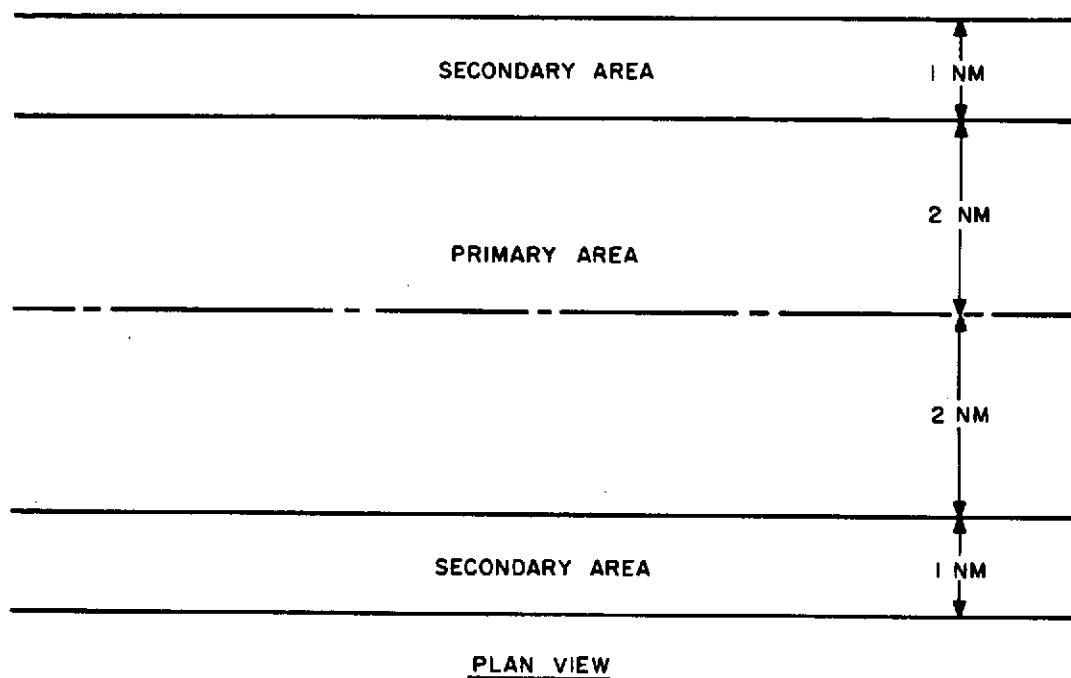 SECONDARY AREA
1 NM
2 NM
PRIMARY AREA
2 NM
SECONDARY AREA
1 NM
PLAN VIEW